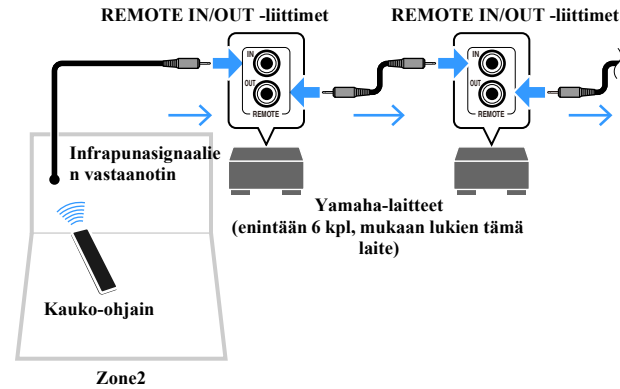 REMOTE IN/OUT -liittimet
REMOTE IN/OUT -liittimet
IN
OUT
REMOTE
IN
OUT
REMOTE
Infrapunasignaalie
n vastaanotin
Yamaha-laitteet
(enintään 6 kpl, mukaan lukien tämä
laite)
Kauko-ohjain
Zone2